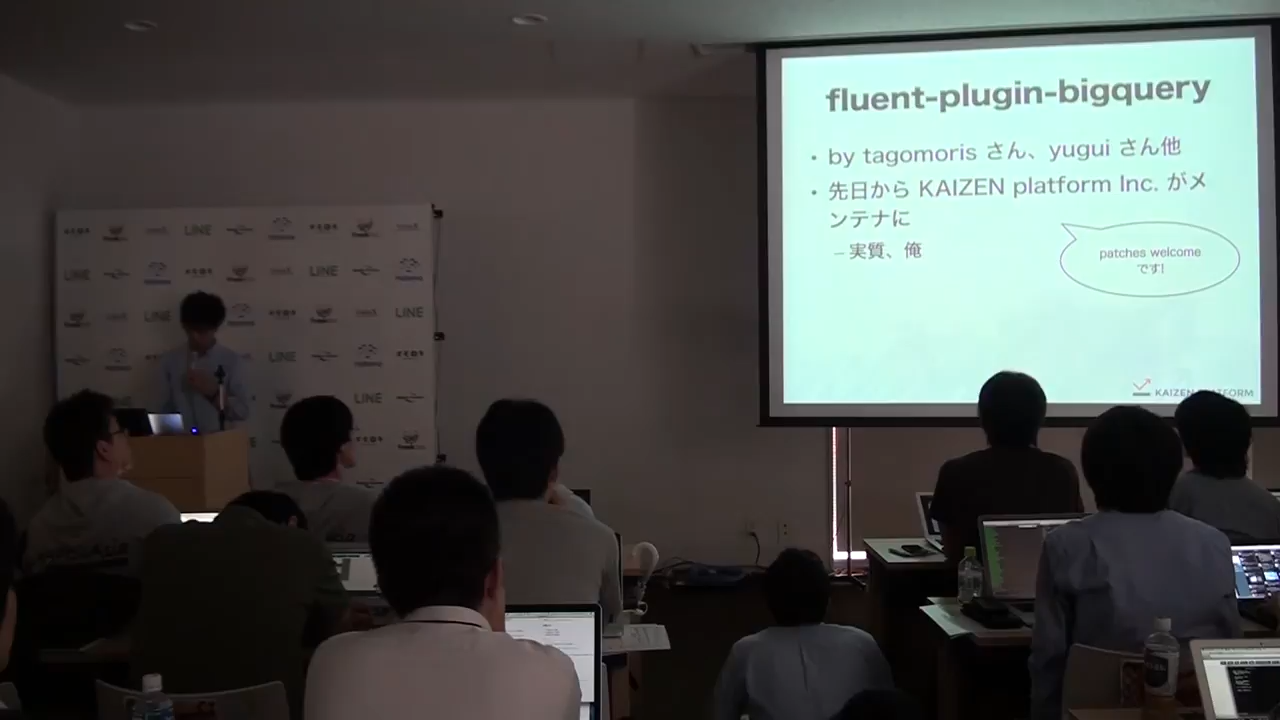 fluent-plugin-bigquery
• by tagomoris さん、yugui さん他
• 先日から KAIZEN platform Inc. がメ
ンテナに
– 実質、俺
patches welcome
です!
KAIZEN PLATFORM
LINE
LINE
LINE
LINE
LINE
LINE
LINE